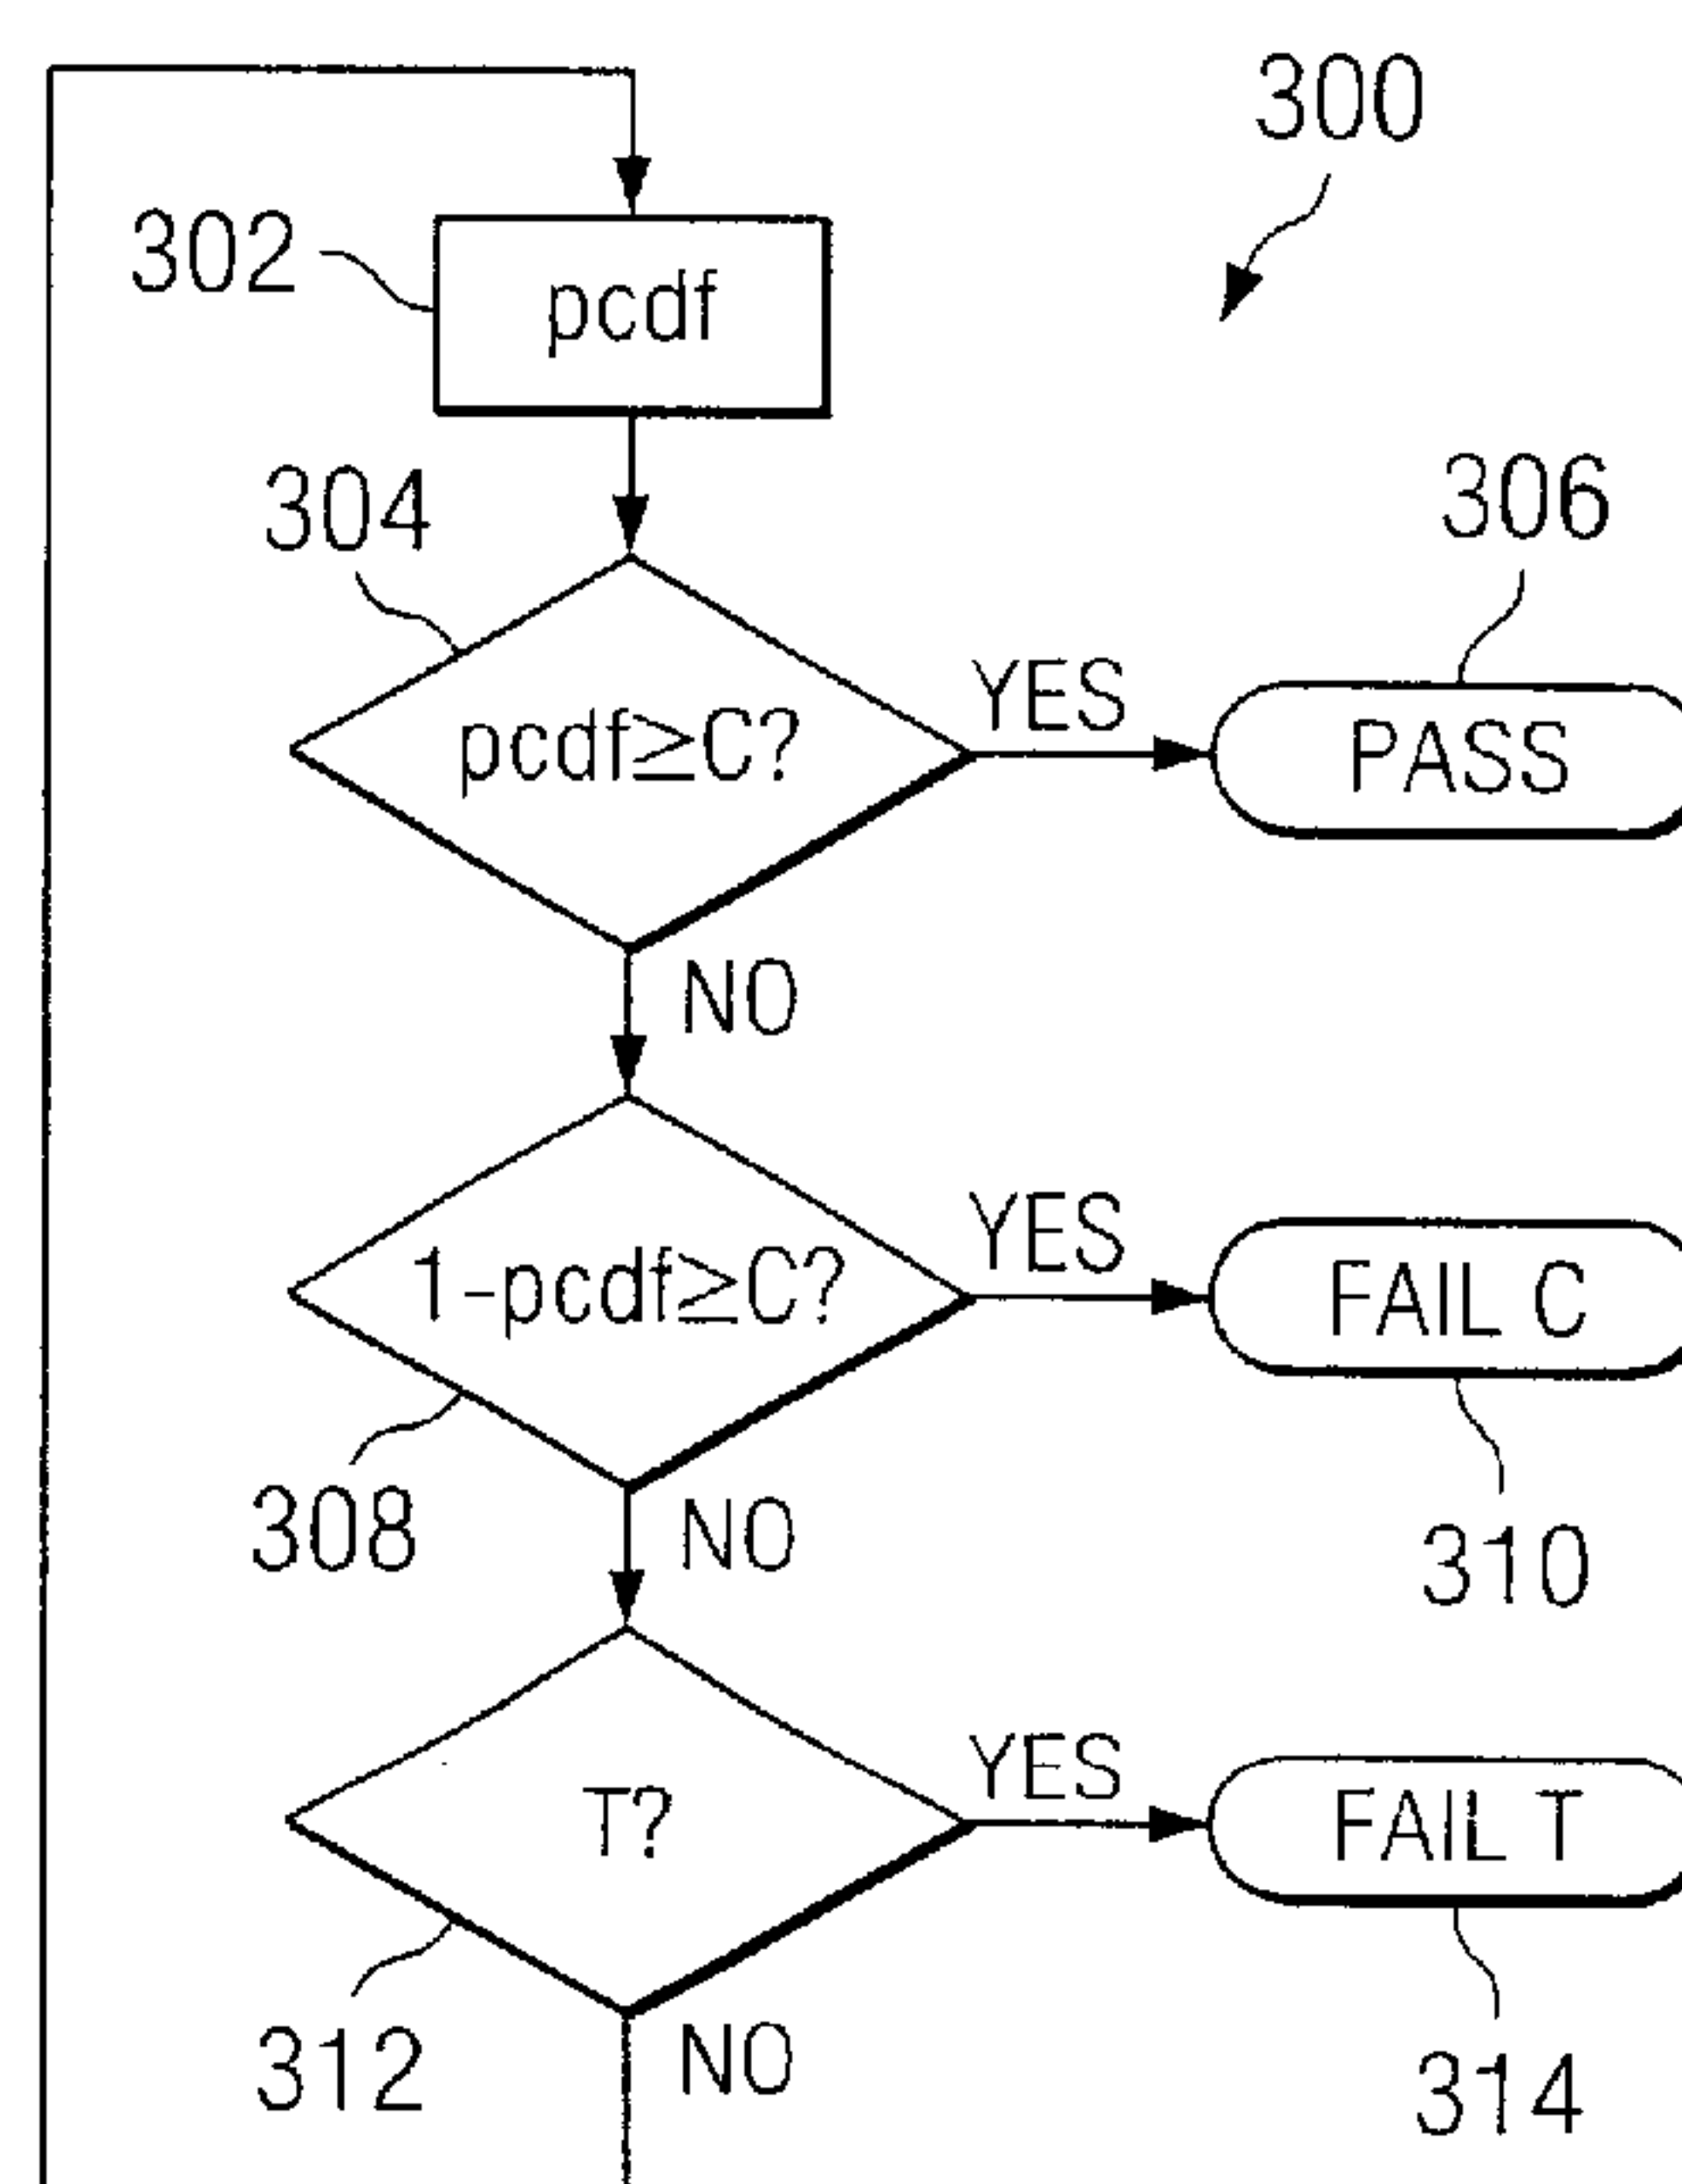 300
302
pcdf
304
306
pcdf≥C?
YES
PASS
NO
1-pcdf≥C?
YES
FAIL C
308
NO
310
T?
YES
FAIL T
312
NO
314